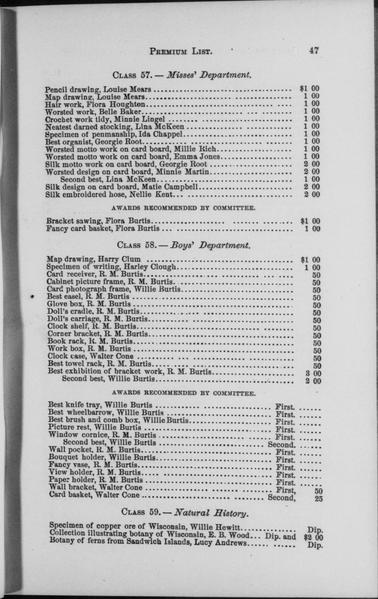 PREMIUM LIST. 47
CLASS 57. — Misses' Department.
Pencil drawing, Louise Mears ........ $1 00
Map drawing, Louise Mears ........ 1 00
Hair work, Flora Houghten ........ 1 00
Worsted work, Belle Baker ........ 1 00
Crochet work tidy, Minnie Lingel ........ 1 00
Neatest darned stocking, Lina McKeen ........ 1 00
Specimen of penmanship, Ida Chappel ........ 1 00
Best organist, Georgie Root ........ 1 00
Worsted motto work on card board, Millie Rich ........ 1 00
Worsted motto work on card board, Emma Jones ........ 1 00
Silk motto work on card board, Georgie Root ........ 2 00
Worsted design on card board, Minnie Martin ........ 2 00
Second best, Lina McKeen ........ 1 00
Silk design on card board, Matie Campbell ........ 2 00
Silk embroidered hose, Nellie Kent ........ 2 00
AWARDS RECOMMENDED BY COMMITTEE.
Bracket sawing, Flora Burtis ........ $1 00
Fancy card basket, Flora Burtis ........ 1 00
CLASS 58. — Boys' Department.
Map drawing, Harry Clum ........ $1 00
Specimen of writing, Harley Clough ........ 1 00
Card receiver, R. M. Burtis ........ 50
Cabinet picture frame, R. M. Burtis. ........ 50
Card photograph frame, Willie Burtis ........ 50
Best easel, R. M. Burtis ........ 50
Glove box, R. M. Burtis ........ 50
Doll's cradle, R. M. Burtis ........ 50
Doll's carriage, R. M. Burtis ........ 50
Clock shelf, R. M. Burtis ........ 50
Corner bracket, R. M. Burtis ........ 50
Book rack, R. M. Burtis ........ 50
Work box, R. M. Burtis ........ 50
Clock case, Walter Cone ........ 50
Best towel rack, R. M. Burtis ........ 50
Best exhibition of bracket work, R. M. Burtis ........ 3 00
Second best, Willie Burtis ........ 2 00
AWARDS RECOMMENDED BY COMMITTEE.
Best knife tray, Willie Burtis ........ First. ......
Best wheelbarrow, Willie Burtis ........ First. ......
Best brush and comb box, Willie Burtis ........ First. ......
Picture rest, Willie Burtis ........ First. ......
Window cornice, R. M. Burtis ........ First. ......
Second best, Willie Burtis ........ Second. ......
Wall pocket, R. M. Burtis ........ First. ......
Bouquet holder, Willie Burtis ........ First. ......
Fancy vase, R. M. Burtis ........ First. ......
View holder, R. M. Burtis ........ First. ......
Paper holder, R. M. Burtis ........ First. ......
Wall bracket, Walter Cone ........ First, 50
Card basket, Walter Cone ........ Second, 25
CLASS 59. — Natural History.
Specimen of copper ore of Wisconsin, Willie Hewitt ........ Dip.
Collection illustrating botany of Wisconsin, E. B. Wood ... Dip. and $2 00
Botany of ferns from Sandwich Islands, Lucy Andrews ........ Dip.